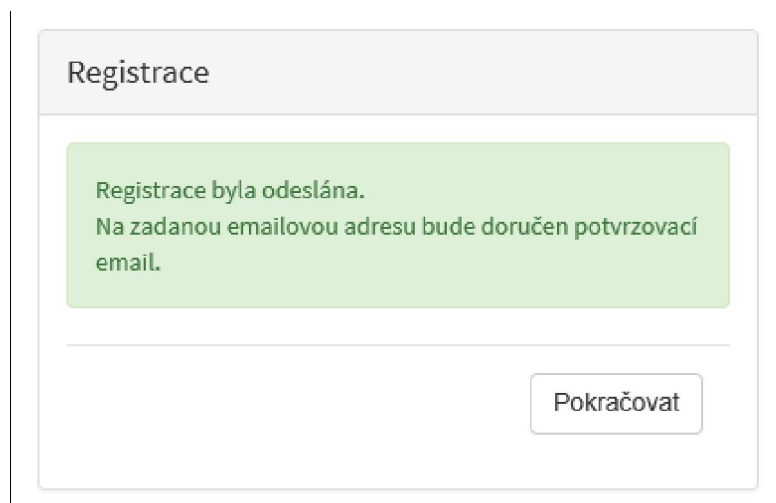 Registrace
Registrace byla odeslána.
Na zadanou emailovou adresu bude doručen potvrzovací
email.
Pokračovat